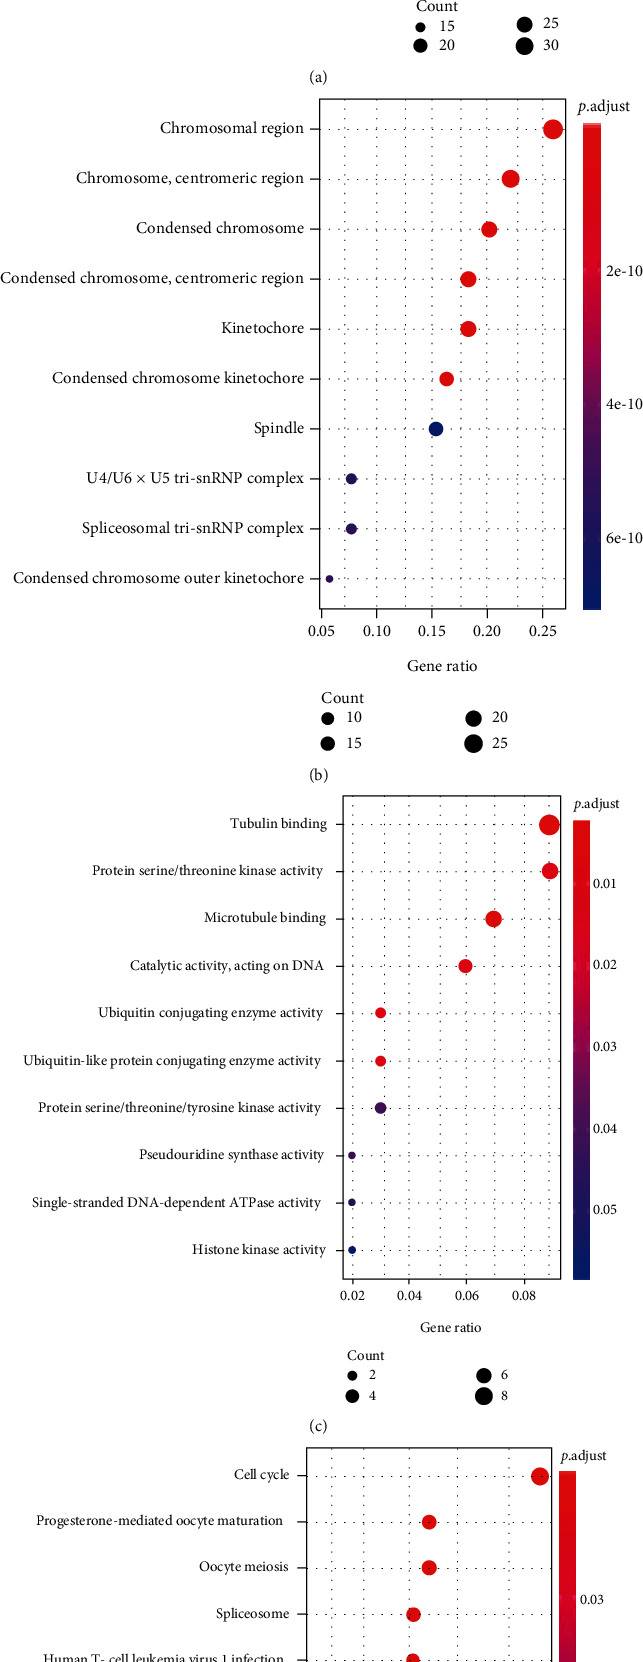 Count
15 25
20 30
(a)
p.adjust
Chromosomal region
Chromosome, centromeric region
Condensed chromosome
2e-10
Condensed chromosome, centromeric region
Kinetochore
Condensed chromosome kinetochore
4e-10
Spindle
U4/U6 × U5 tri-snRNP complex
Spliceosomal tri-snRNP complex
6e-10
Condensed chromosome outer kinetochore
0.05 0.10 0.15 0.20 0.25
Gene ratio
Count
10 20
15 25
(b)
p.adjust
Tubulin binding
Protein serine/threonine kinase activity
0.01
Microtubule binding
Catalytic activity, acting on DNA
0.02
Ubiquitin conjugating enzyme activity
0.03
Ubiquitin-like protein conjugating enzyme activity
Protein serine/threonine/tyrosine kinase activity
0.04
Pseudouridine synthase activity
Single-stranded DNA-dependent ATPase activity
0.05
Histone kinase activity
0.02 0.04 0.06 0.08
Gene ratio
Count
2 6
4 8
(c)
p.adjust
Cell cycle
Progesterone-mediated oocyte maturation
Oocyte meiosis
0.03
Spliceosome
Human T- cell leukemia virus 1 infection